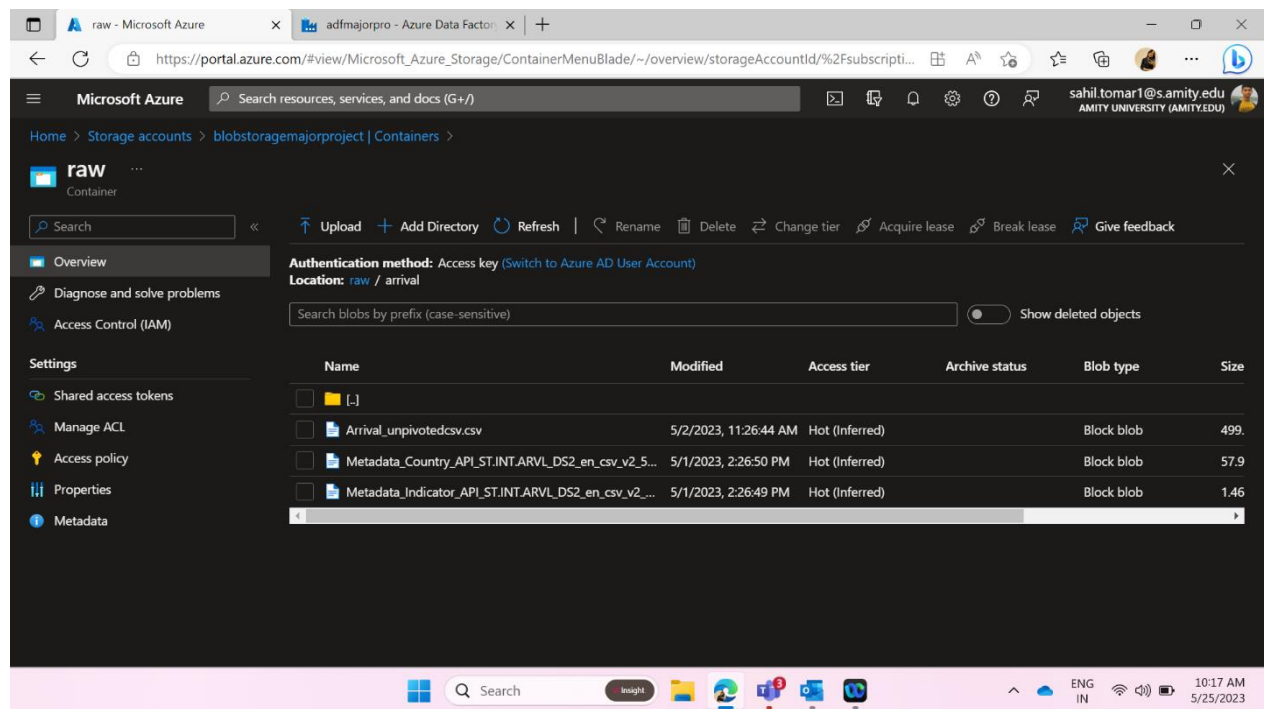 raw - Microsoft Azure
adfmajorpro - Azure Data Factory
https://portal.azure.com/#view/Microsoft_Azure_Storage/ContainerMenuBlade/~/overview/storageAccountId/%2Fsubscripti...
Microsoft Azure
Search resources, services, and docs (G+/)
sahil.tomar1@s.amity.edu
AMITY UNIVERSITY (AMITY.EDU)
Home > Storage accounts > blobstoragemajorproject | Containers >
raw ...
Container
Search
«
Upload Add Directory Refresh | Rename Delete Change tier Acquire lease Break lease Give feedback
Overview
Diagnose and solve problems
Access Control (IAM)
Settings
Shared access tokens
Manage ACL
Access policy
Properties
Metadata
Authentication method: Access key (Switch to Azure AD User Account)
Location: raw / arrival
Search blobs by prefix (case-sensitive)
Show deleted objects
Name Modified Access tier Archive status Blob type Size
[..]
Arrival_unpivotedcsv.csv 5/2/2023, 11:26:44 AM Hot (Inferred) Block blob 499.
Metadata_Country_API_ST.INT.ARVL_DS2_en_csv_v2_5... 5/1/2023, 2:26:50 PM Hot (Inferred) Block blob 57.9
Metadata_Indicator_API_ST.INT.ARVL_DS2_en_csv_v2_... 5/1/2023, 2:26:49 PM Hot (Inferred) Block blob 1.46
Search
Insight
3
ENG
IN
10:17 AM
5/25/2023